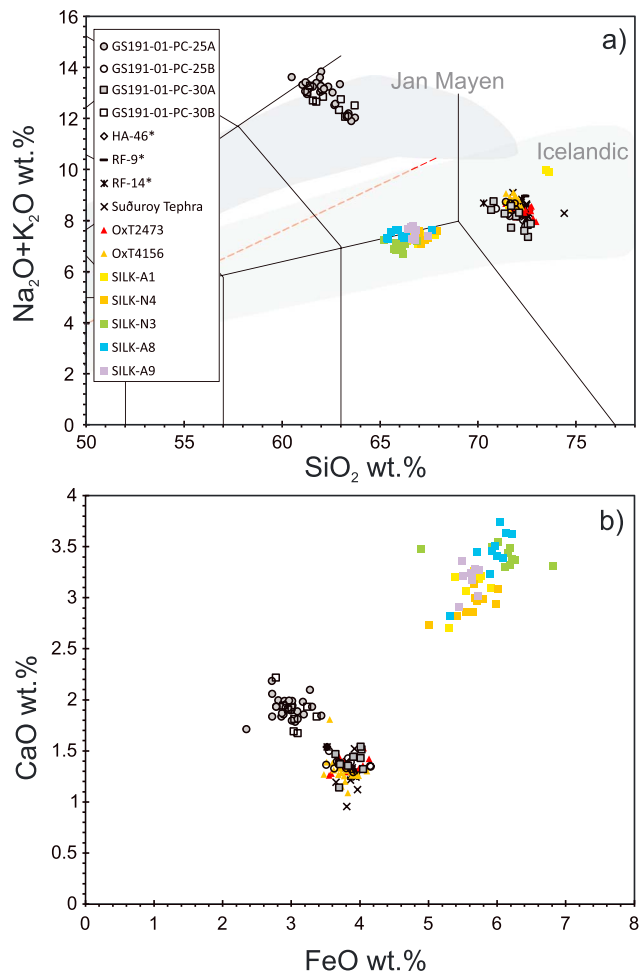 a)
16
14
12
10
8
6
4
2
0
Na₂O+K₂O wt.%
GS191-01-PC-25A
GS191-01-PC-25B
GS191-01-PC-30A
GS191-01-PC-30B
HA-46*
RF-9*
RF-14*
Suðuroy Tephra
OxT2473
OxT4156
SILK-A1
SILK-N4
SILK-N3
SILK-A8
SILK-A9
Jan Mayen
Icelandic
50 55 60 65 70 75
SiO₂ wt.%
b)
4
3.5
3
2.5
2
1.5
1
0.5
0
CaO wt.%
0 1 2 3 4 5 6 7 8
FeO wt.%